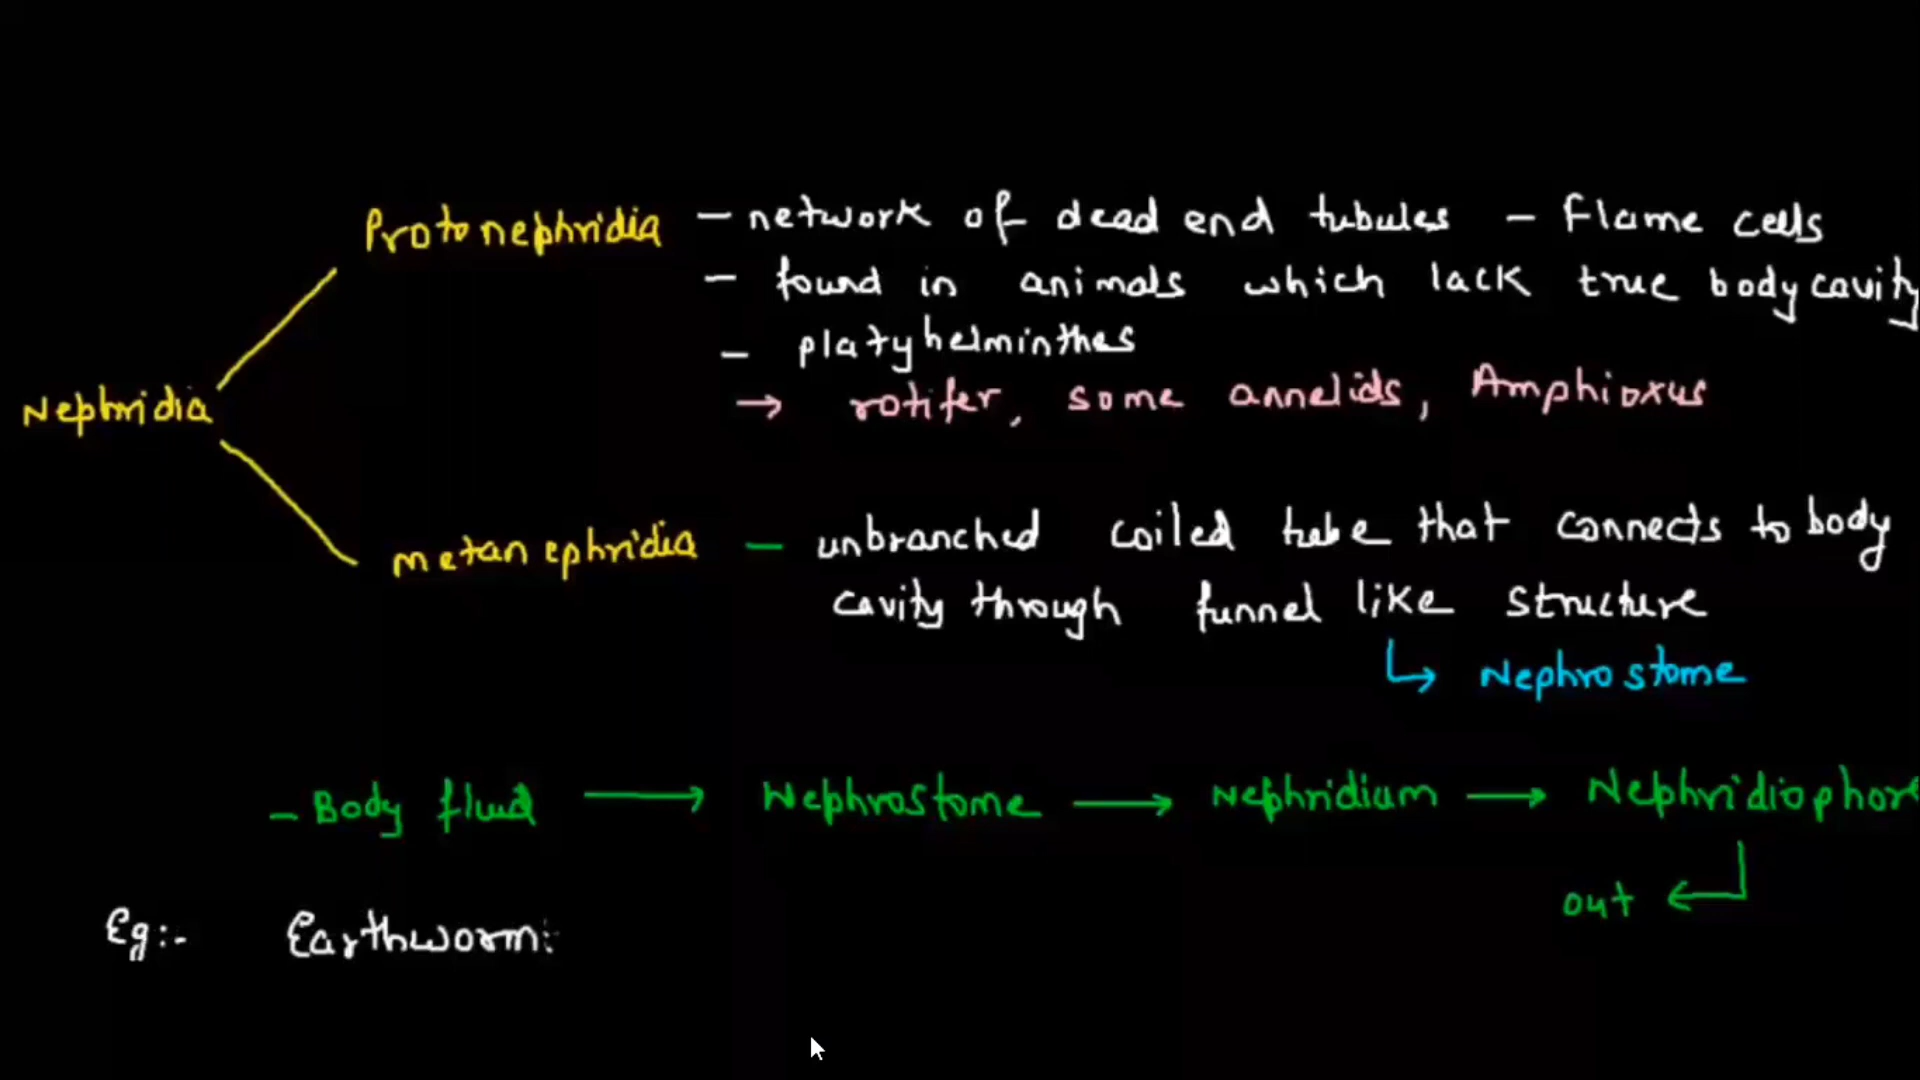 Protonephridia - network of dead end tubules - flame cells
- found in animals which lack true body cavity
- platyhelminthes
Nephridia
→ rotifer, some annelids, Amphioxus
metanephridia - unbranched coiled tube that connects to body
cavity through funnel like structure
↳ Nephrostome
- Body fluid → Nephrostome → Nephridium → Nephridiophor
out ←
Eg:- Earthworm: